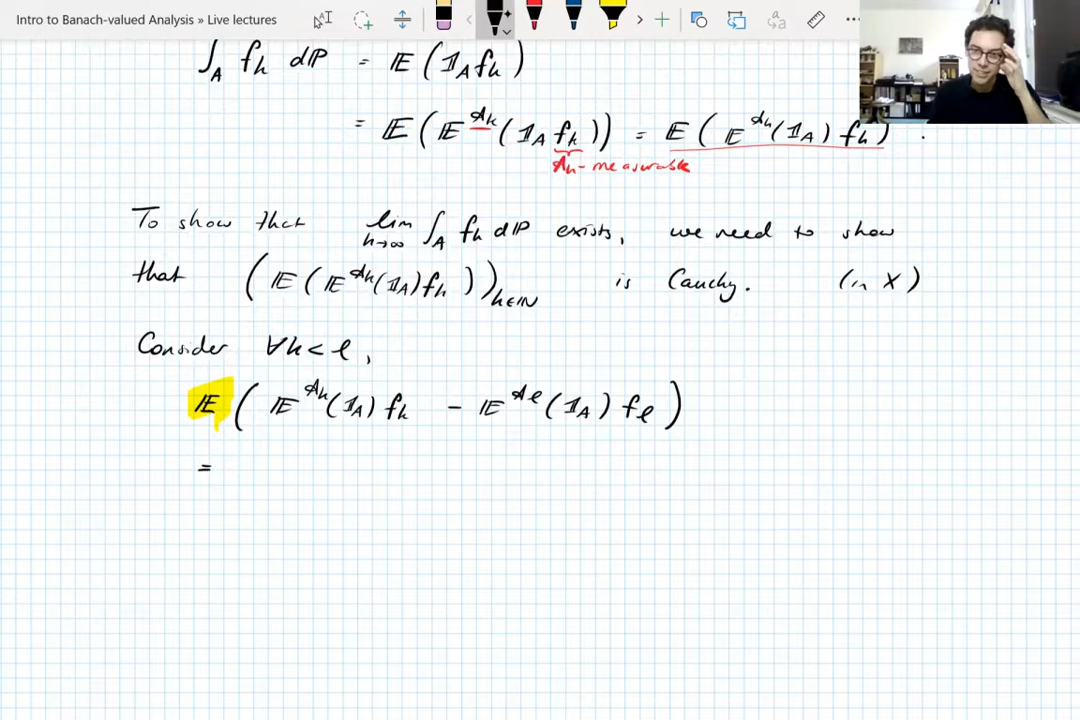 Intro to Banach-valued Analysis » Live lectures
∫_A f_k dℙ = 𝔼(𝟙_A f_k)
= 𝔼(𝔼^{𝒜_k}(𝟙_A f_k)) = 𝔼(𝔼^{𝒜_k}(𝟙_A) f_k).
𝒜_k-measurable
To show that lim_{k→∞} ∫_A f_k dℙ exists, we need to show
that (𝔼(𝔼^{𝒜_k}(𝟙_A) f_k))_{k∈ℕ} is Cauchy. (in X)
Consider ∀k<ℓ,
𝔼(𝔼^{𝒜_k}(𝟙_A) f_k - 𝔼^{𝒜_ℓ}(𝟙_A) f_ℓ)
=